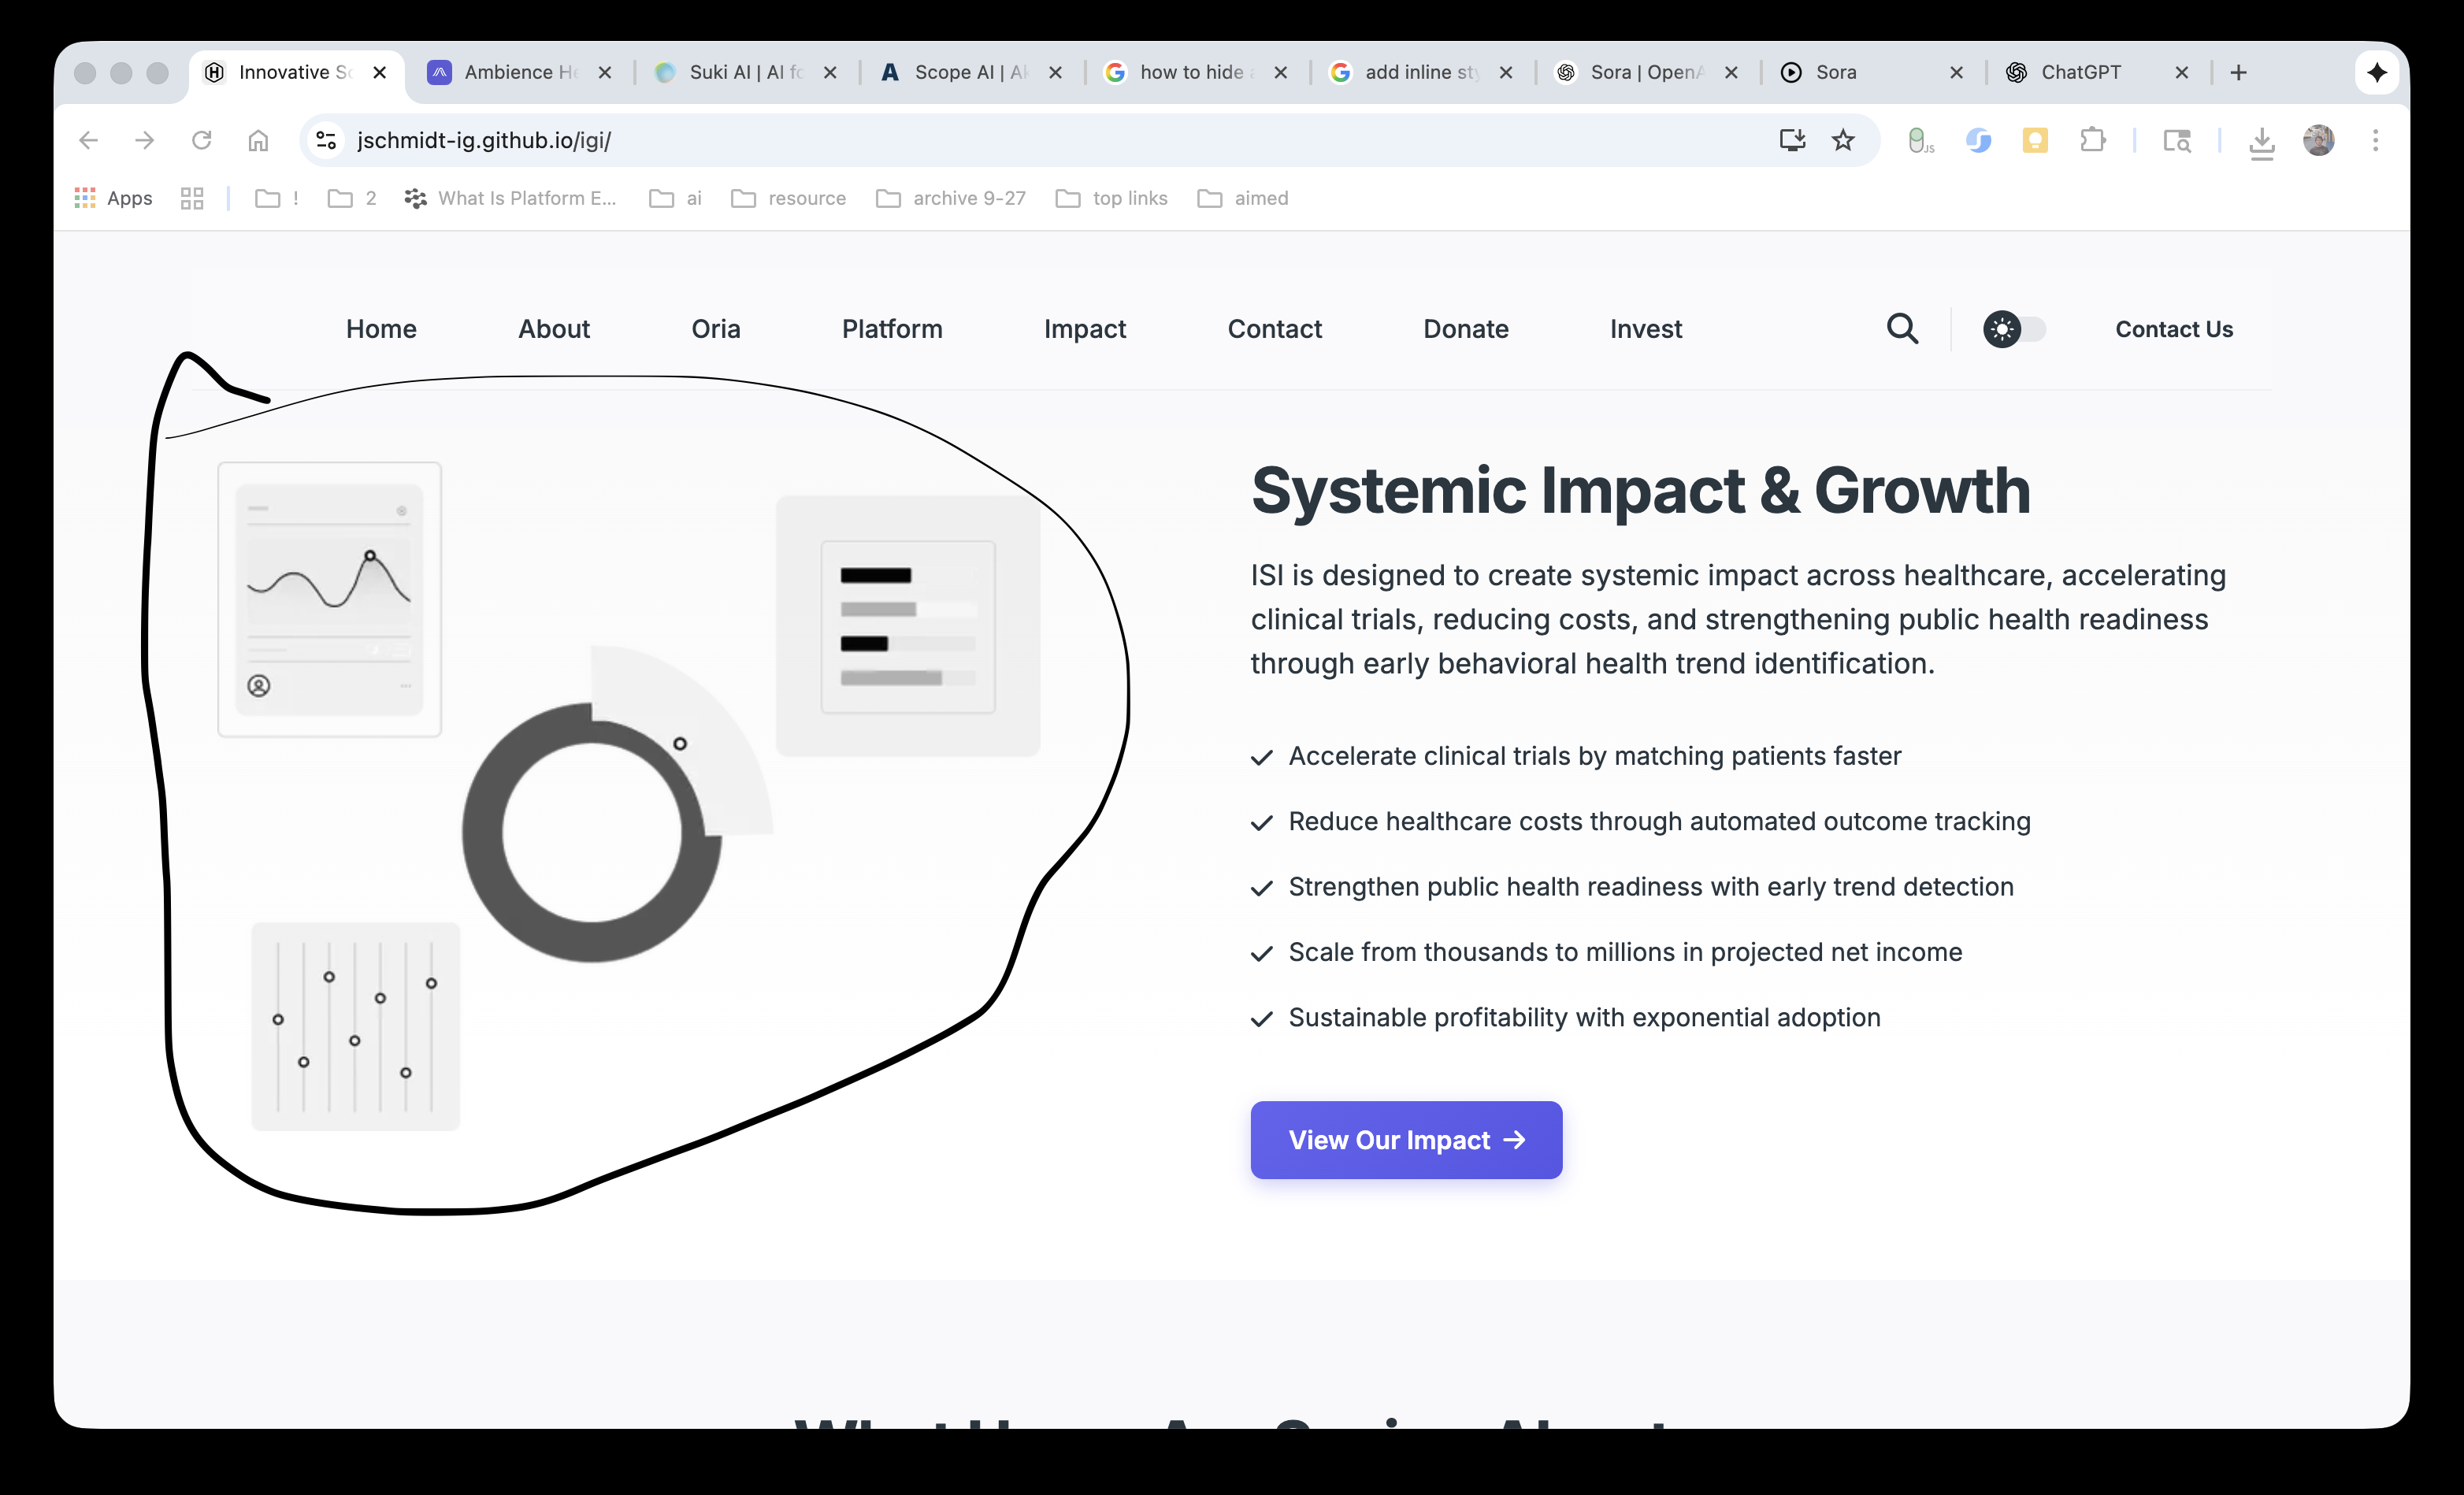 Innovative Sc
Ambience He
Suki AI | AI fo
Scope AI | Ak
how to hide a
add inline sty
Sora | OpenA
Sora
ChatGPT
jschmidt-ig.github.io/igi/
JS
Apps
!
2
What Is Platform E...
ai
resource
archive 9-27
top links
aimed
Home
About
Oria
Platform
Impact
Contact
Donate
Invest
Contact Us
Systemic Impact & Growth
ISI is designed to create systemic impact across healthcare, accelerating
clinical trials, reducing costs, and strengthening public health readiness
through early behavioral health trend identification.
Accelerate clinical trials by matching patients faster
Reduce healthcare costs through automated outcome tracking
Strengthen public health readiness with early trend detection
Scale from thousands to millions in projected net income
Sustainable profitability with exponential adoption
View Our Impact →